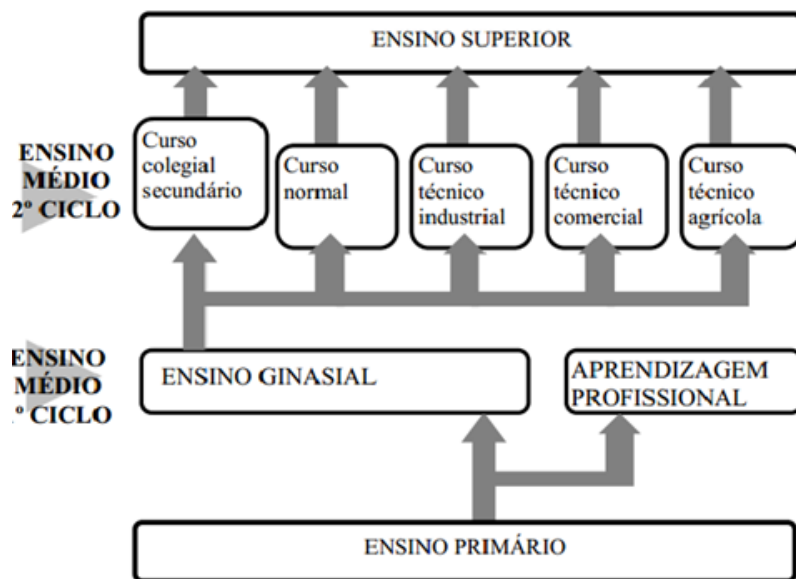 ENSINO SUPERIOR
ENSINO
MÉDIO
2º CICLO
Curso
colegial
secundário
Curso
normal
Curso
técnico
industrial
Curso
técnico
comercial
Curso
técnico
agrícola
ENSINO
MÉDIO
º CICLO
ENSINO GINASIAL
APRENDIZAGEM
PROFISSIONAL
ENSINO PRIMÁRIO